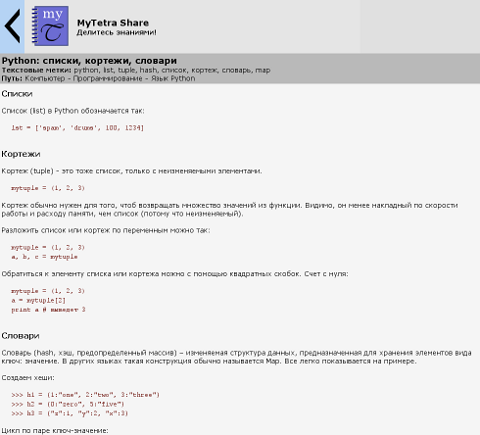 my
MyTetra Share
Делитесь знаниями!
Python: списки, кортежи, словари
Текстовые метки: python, list, tuple, hash, список, кортеж, словарь, map
Путь: Компьютер - Программирование - Язык Python
Списки
Список (list) в Python обозначается так:
lst = ['spam', 'drums', 100, 1234]
Кортежи
Кортеж (tuple) - это тоже список, только с неизменяемыми элементами.
mytuple = (1, 2, 3)
Кортеж обычно нужен для того, чтоб возвращать множество значений из функции. Видимо, он менее накладный по скорости
работы и расходу памяти, чем список (потому что неизменяемый).
Разложить список или кортеж по переменным можно так:
mytuple = (1, 2, 3)
a, b, c = mytuple
Обратиться к элементу списка или кортежа можно с помощью квадратных скобок. Счет с нуля:
mytuple = (1, 2, 3)
a = mytuple[2]
print a # выведет 3
Словари
Словарь (hash, хэш, предопределенный массив) – изменяемая структура данных, предназначенная для хранения элементов вида
ключ: значение. В других языках такая конструкция обычно называется Map. Все легко показывается на примере.
Создаем хеши:
>>> h1 = {1:"one", 2:"two", 3:"three"}
>>> h2 = {0:"zero", 5:"five"}
>>> h3 = {"z":1, "y":2, "x":3}
Цикл по паре ключ-значение: